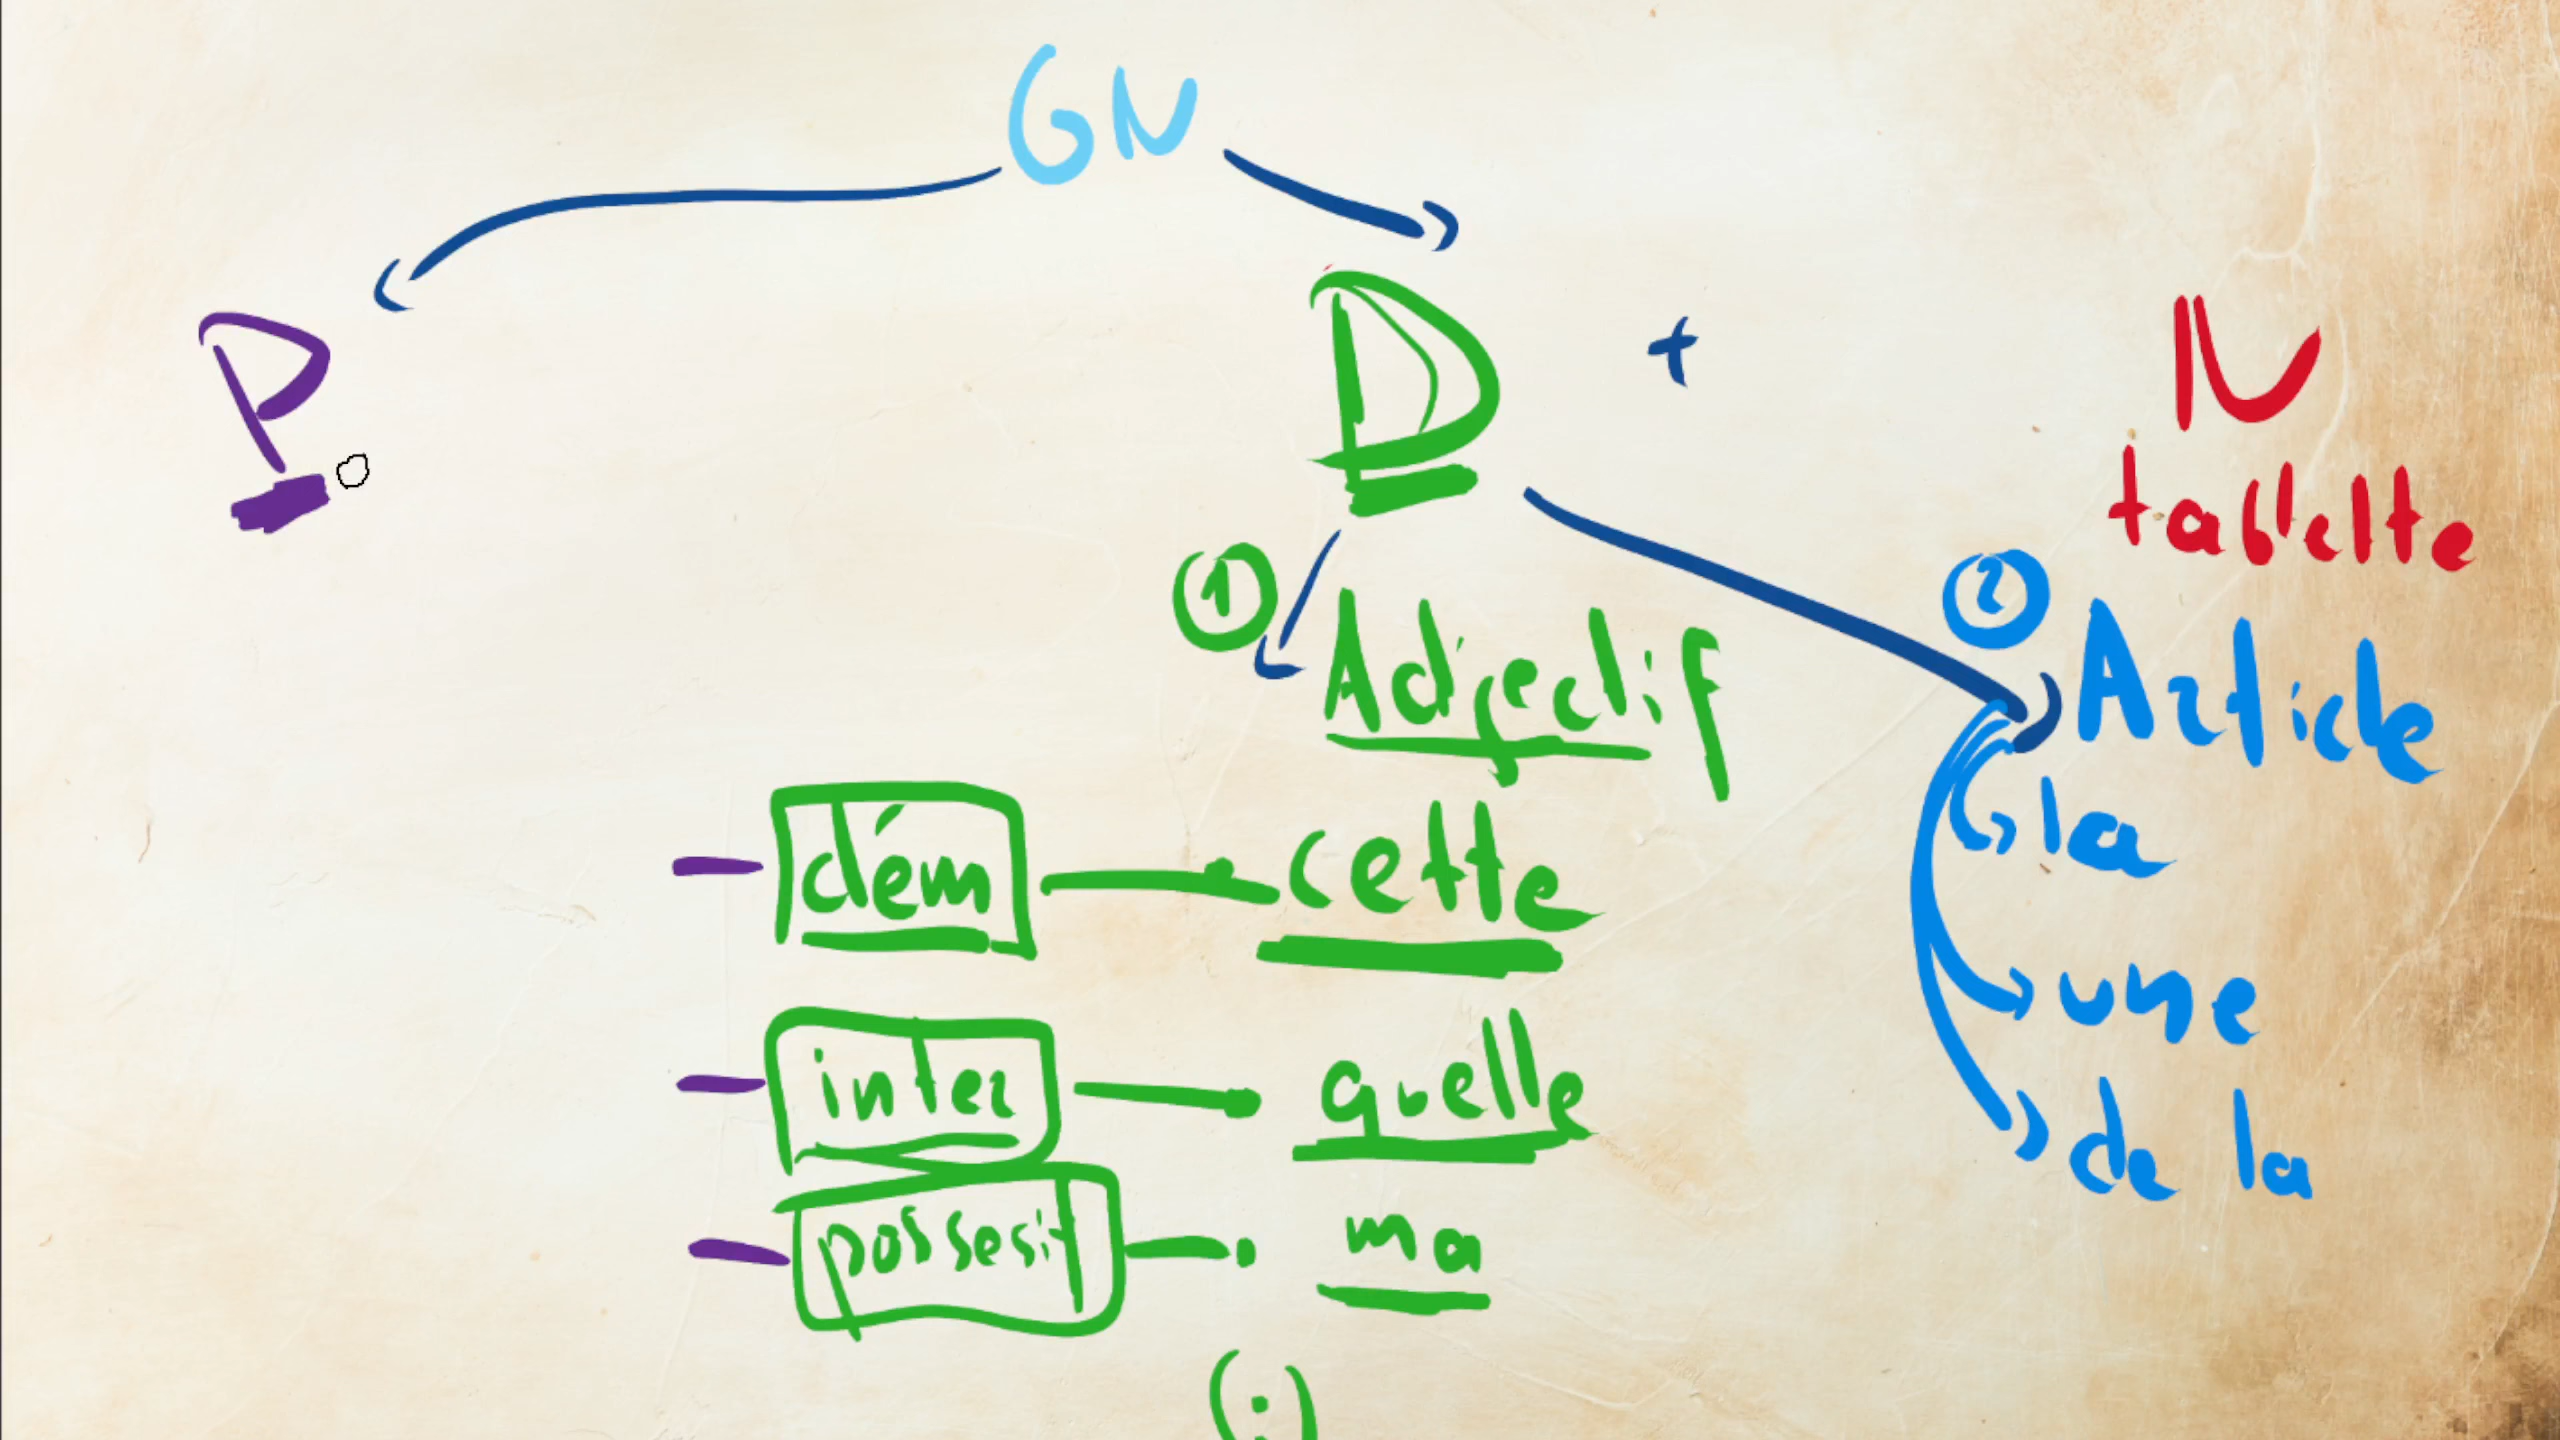 GN
P
D + N
tablette
① Adjectif
② Article
la
une
de la
dém cette
inter quelle
possesif ma
(:)